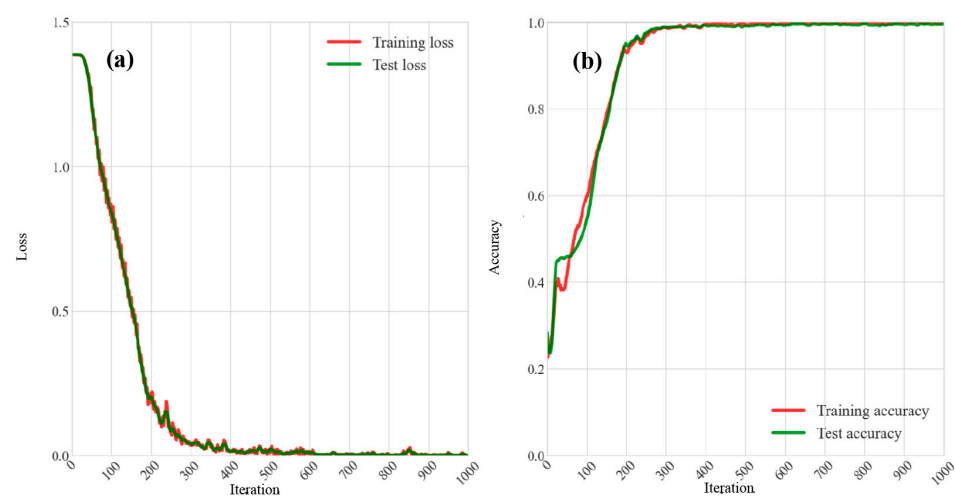 (a)
Training loss
Test loss
1.5
1.0
0.5
0.0
Loss
0 100 200 300 400 500 600 700 800 900 1000
Iteration
(b)
1.0
0.8
0.6
0.4
0.2
0.0
Accuracy
Training accuracy
Test accuracy
0 100 200 300 400 500 600 700 800 900 1000
Iteration